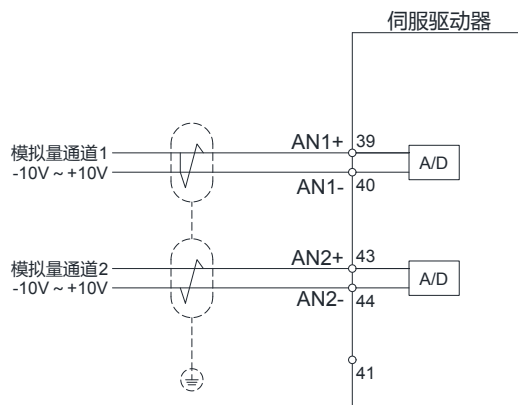 伺服驱动器
AN1+ 39
模拟量通道1
A/D
-10V ~ +10V
AN1- 40
AN2+ 43
模拟量通道2
A/D
-10V ~ +10V
AN2- 44
41